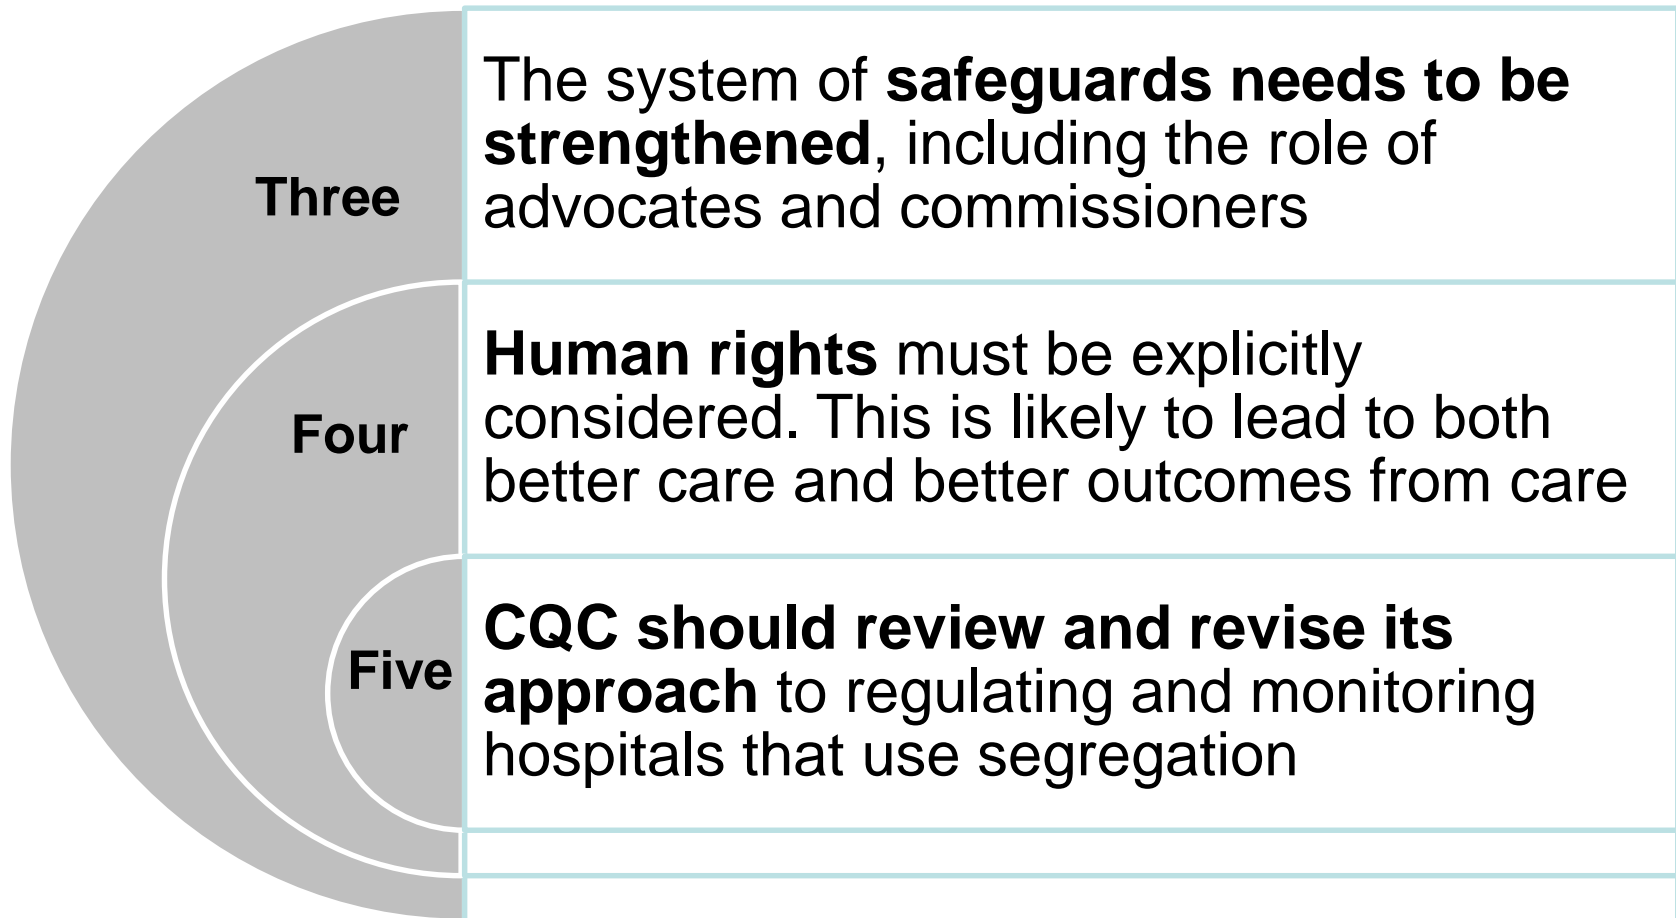 Three
The system of safeguards needs to be
strengthened, including the role of
advocates and commissioners
Four
Human rights must be explicitly
considered. This is likely to lead to both
better care and better outcomes from care
Five
CQC should review and revise its
approach to regulating and monitoring
hospitals that use segregation